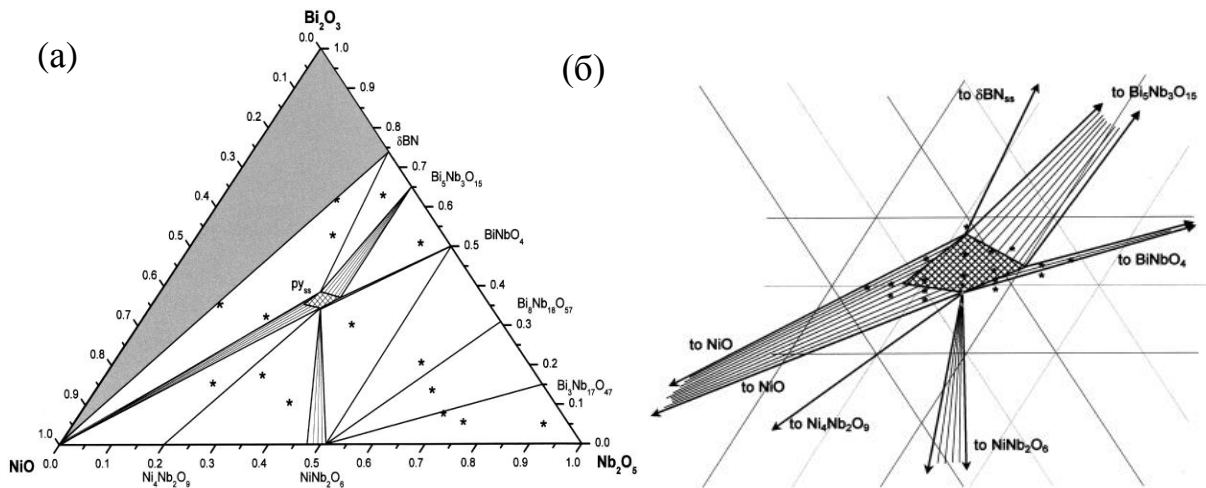 (а)
Bi2O3
0.0
1.0
0.1
0.9
0.2
0.8
δBN
0.3
0.7
Bi5Nb3O15
0.4
0.6
0.5
0.5
BiNbO4
0.6
pyss
0.4
0.7
Bi8Nb18O57
0.3
0.8
0.2
0.9
Bi3Nb17O47
0.1
1.0
0.0
NiO
0.0
0.1
0.2
0.3
0.4
0.5
0.6
0.7
0.8
0.9
1.0
Nb2O5
Ni4Nb2O9
NiNb2O6
(б)
to δBNss
to Bi5Nb3O15
to BiNbO4
to NiO
to NiO
to Ni4Nb2O9
to NiNb2O6